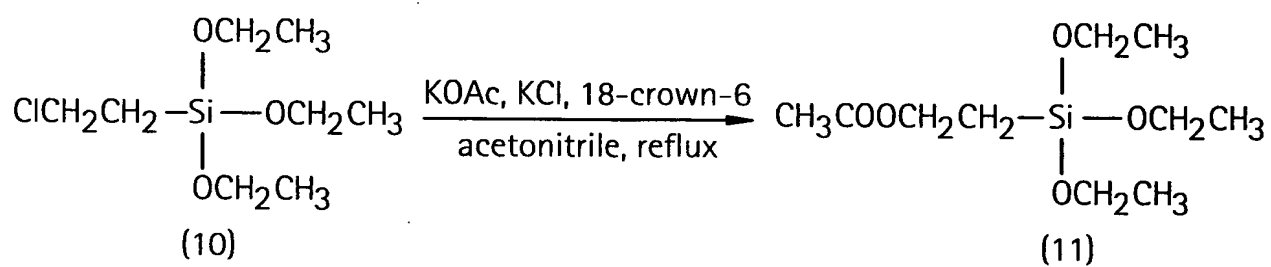 OCH2CH3
ClCH2CH2–Si–OCH2CH3
OCH2CH3
(10)
KOAc, KCl, 18-crown-6
acetonitrile, reflux
OCH2CH3
CH3COOCH2CH2–Si–OCH2CH3
OCH2CH3
(11)